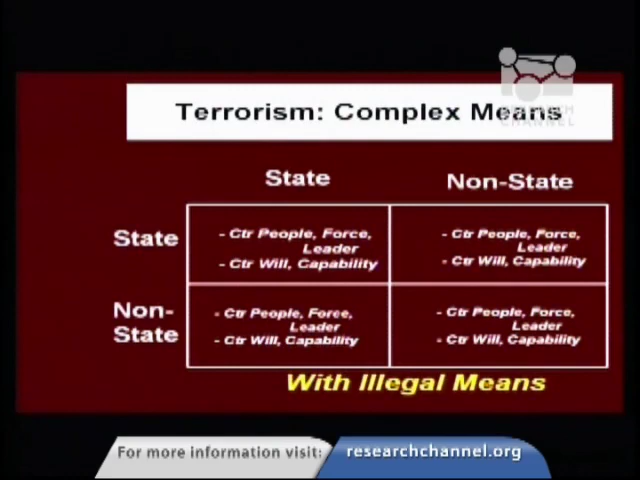 RESEARCH
CHANNEL
Terrorism: Complex Means
State
Non-State
State
- Ctr People, Force,
Leader
- Ctr Will, Capability
- Ctr People, Force,
Leader
- Ctr Will, Capability
Non-
State
- Ctr People, Force,
Leader
- Ctr Will, Capability
- Ctr People, Force,
Leader
- Ctr Will, Capability
With Illegal Means
For more information visit:
researchchannel.org